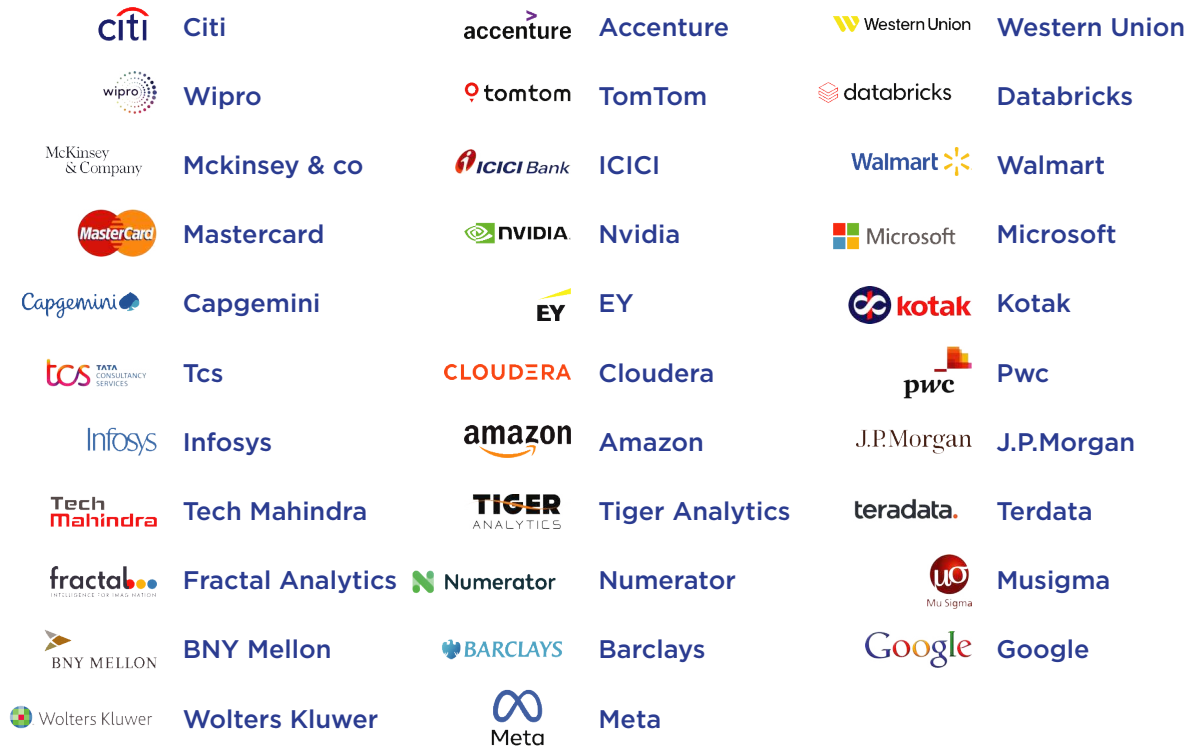 citi Citi
accenture Accenture
Western Union Western Union
wipro Wipro
tomtom TomTom
databricks Databricks
McKinsey
& Company
Mckinsey & co
i ICICI Bank ICICI
Walmart Walmart
MasterCard Mastercard
NVIDIA. Nvidia
Microsoft Microsoft
Capgemini Capgemini
EY EY
kotak Kotak
tcs TATA
CONSULTANCY
SERVICES
Tcs
CLOUDERA Cloudera
pwc Pwc
Infosys Infosys
amazon Amazon
J.P.Morgan J.P.Morgan
Tech
Mahindra
Tech Mahindra
TIGER
ANALYTICS
Tiger Analytics
teradata. Terdata
fractal
INTELLIGENCE FOR IMAGINATION
Fractal Analytics
N Numerator Numerator
μσ
Mu Sigma
Musigma
BNY MELLON BNY Mellon
BARCLAYS Barclays
Google Google
Wolters Kluwer Wolters Kluwer
Meta Meta